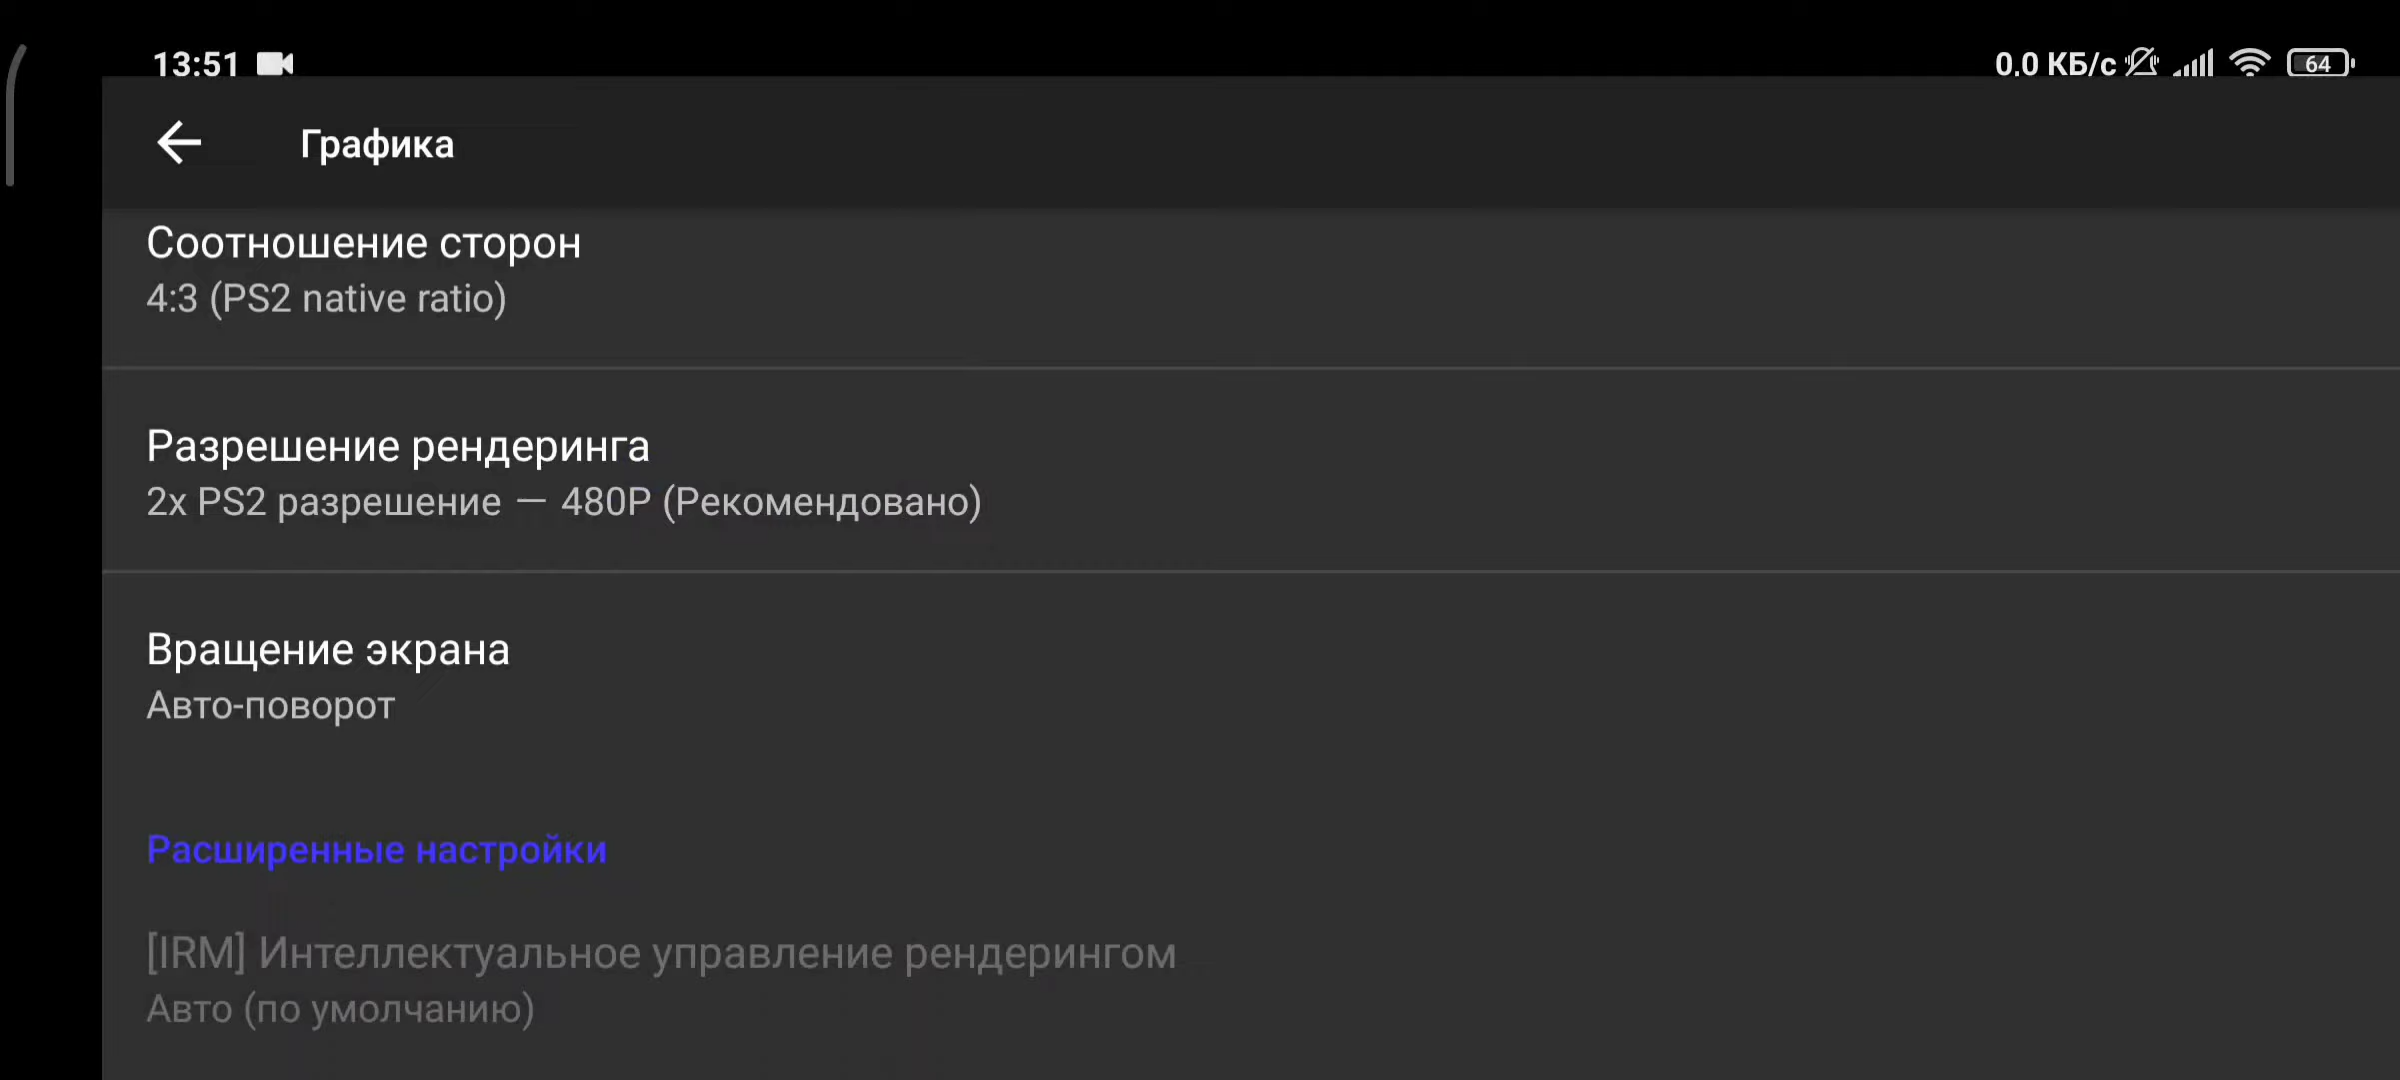 13:51
0.0 КБ/с
64
Графика
Соотношение сторон
4:3 (PS2 native ratio)
Разрешение рендеринга
2x PS2 разрешение — 480P (Рекомендовано)
Вращение экрана
Авто-поворот
Расширенные настройки
[IRM] Интеллектуальное управление рендерингом
Авто (по умолчанию)